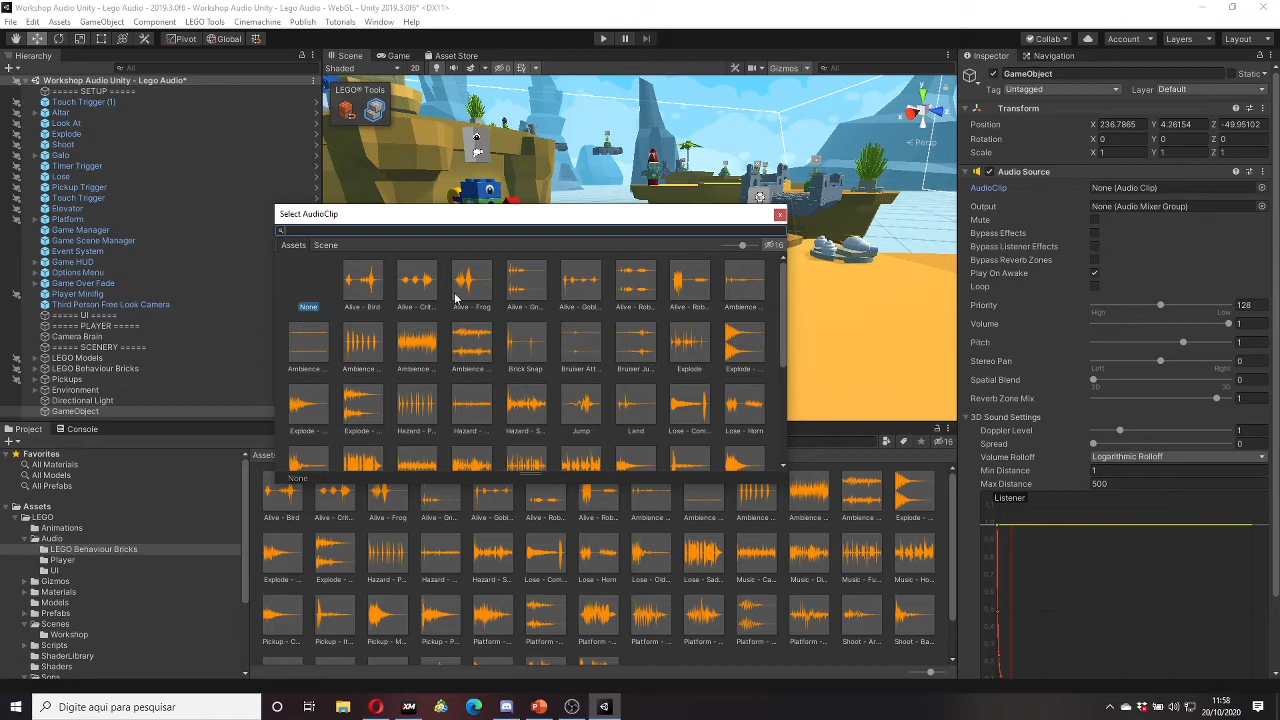 Workshop Audio Unity - Lego Audio - 2019.3.0f6 - WebGL - Unity 2019.3.0f6* <DX11>
File Edit Assets GameObject Component LEGO Tools Cinemachine Publish Tutorials Window Help
Pivot Global Collab Account Layers Layout
Hierarchy Scene Game Asset Store Inspector Navigation
All Shaded 2D 0 Gizmos All GameObject Static
Workshop Audio Unity - Lego Audio*
Tag Untagged Layer Default
LEGO® Tools
===== SETUP =====
Touch Trigger (1)
Altar
Look At
Explode
Shoot
Galo
Timer Trigger
Lose
Pickup Trigger
Touch Trigger
Elevator
Platform
Game Manager
Game Scene Manager
Event System
Game HUD
Options Menu
Game Over Fade
Player Minifig
Third Person Free Look Camera
===== UI =====
===== PLAYER =====
Camera Brain
===== SCENERY =====
LEGO Models
LEGO Behaviour Bricks
Pickups
Environment
Directional Light
GameObject
Persp
Transform
Position X 236.7865 Y 4.26154 Z -49.95102
Rotation X 0 Y 0 Z 0
Scale X 1 Y 1 Z 1
Audio Source
AudioClip None (Audio Clip)
Output None (Audio Mixer Group)
Mute
Bypass Effects
Bypass Listener Effects
Bypass Reverb Zones
Play On Awake
Loop
Priority 128
High Low
Volume 1
Pitch 1
Stereo Pan 0
Left Right
Spatial Blend 0
2D 3D
Reverb Zone Mix 1
3D Sound Settings
Doppler Level 1
Spread 0
Volume Rolloff Logarithmic Rolloff
Min Distance 1
Max Distance 500
Listener
Select AudioClip x
Assets Scene 16
None Alive - Bird Alive - Crit... Alive - Frog Alive - Gn... Alive - Gobl... Alive - Rob... Alive - Rob... Ambience ...
Ambience ... Ambience ... Ambience ... Ambience ... Brick Snap Bruiser Att... Bruiser Ju... Explode Explode - ...
Explode - ... Explode - ... Hazard - P... Hazard - ... Hazard - S... Jump Land Lose - Com... Lose - Horn
None
Project Console
16
Favorites
All Materials
All Models
All Prefabs
Assets
LEGO
Animations
Audio
LEGO Behaviour Bricks
Player
UI
Gizmos
Materials
Models
Prefabs
Scenes
Workshop
Scripts
ShaderLibrary
Shaders
Sons
Assets
Alive - Bird Alive - Crit... Alive - Frog Alive - Gn... Alive - Gobl... Alive - Rob... Alive - Rob... Ambience ... Ambience ... Ambience ... Ambience ... Ambience ... Explode - ...
Explode - ... Explode - ... Hazard - P... Hazard - ... Hazard - S... Lose - Com... Lose - Horn Lose - Old... Lose - Sad... Music - Ca... Music - Di... Music - Fu... Music - Ho...
Pickup - C... Pickup - It... Pickup - M... Pickup - P... Platform -... Platform -... Platform -... Platform -... Platform -... Platform -... Shoot - Ar... Shoot - Ba...
Digite aqui para pesquisar
11:58
20/10/2020